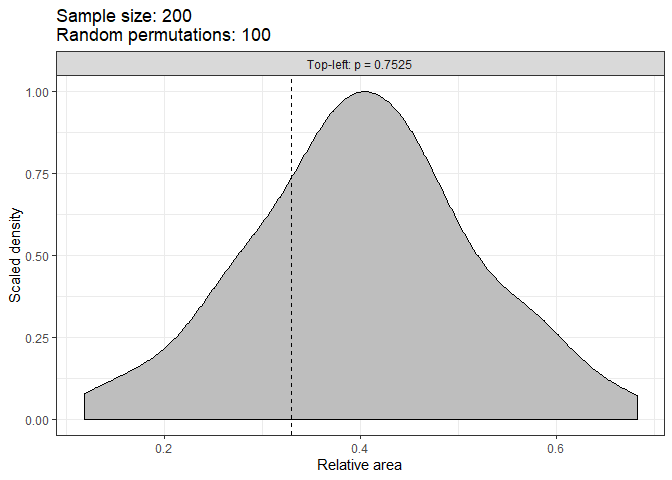 Sample size: 200
Random permutations: 100
Top-left: p = 0.7525
1.00
0.75
0.50
0.25
0.00
Scaled density
0.2
0.4
0.6
Relative area